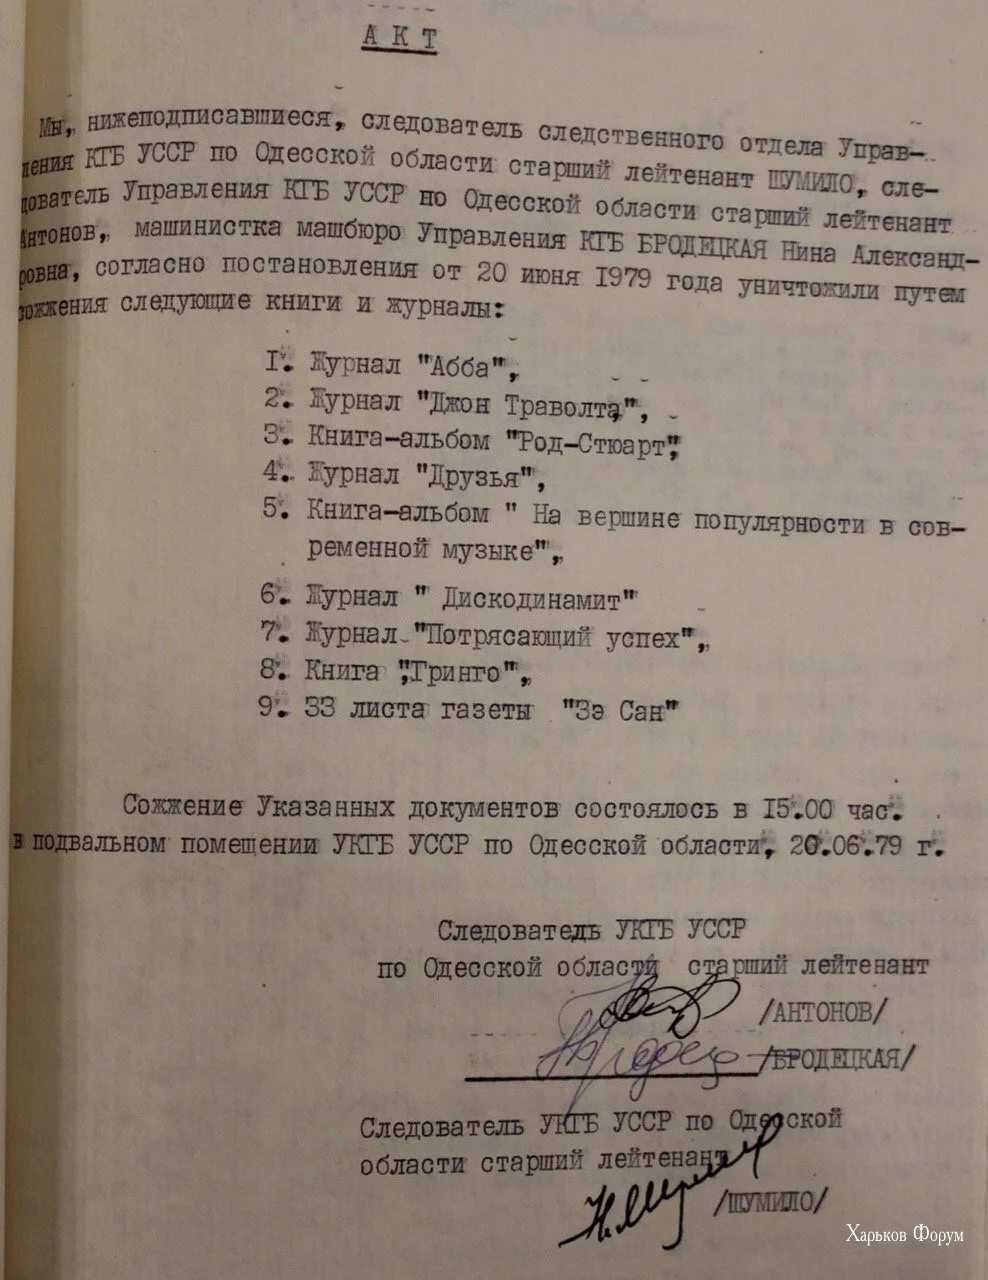 АКТ
Мы, нижеподписавшиеся, следователь следственного отдела Управ-
ления КГБ УССР по Одесской области старший лейтенант ШУМИЛО, сле-
дователь Управления КГБ УССР по Одесской области старший лейтенант
Антонов, машинистка машбюро Управления КГБ БРОДЕЦКАЯ Нина Александ-
ровна, согласно постановления от 20 июня 1979 года уничтожили путем
сожжения следующие книги и журналы:
1. Журнал "Абба",
2. Журнал "Джон Траволта",
3. Книга-альбом "Род-Стюарт",
4. Журнал "Друзья",
5. Книга-альбом " На вершине популярности в сов-
ременной музыке",
6. Журнал " Дискодинамит"
7. Журнал "Потрясающий успех",
8. Книга "Гринго",
9. 33 листа газеты "Зэ Сан"
Сожжение Указанных документов состоялось в 15.00 час.
в подвальном помещении УКГБ УССР по Одесской области, 20.06.79 г.
Следователь УКГБ УССР
по Одесской области старший лейтенант
/АНТОНОВ/
/БРОДЕЦКАЯ/
Следователь УКГБ УССР по Одесской
области старший лейтенант
/ШУМИЛО/
Харьков Форум